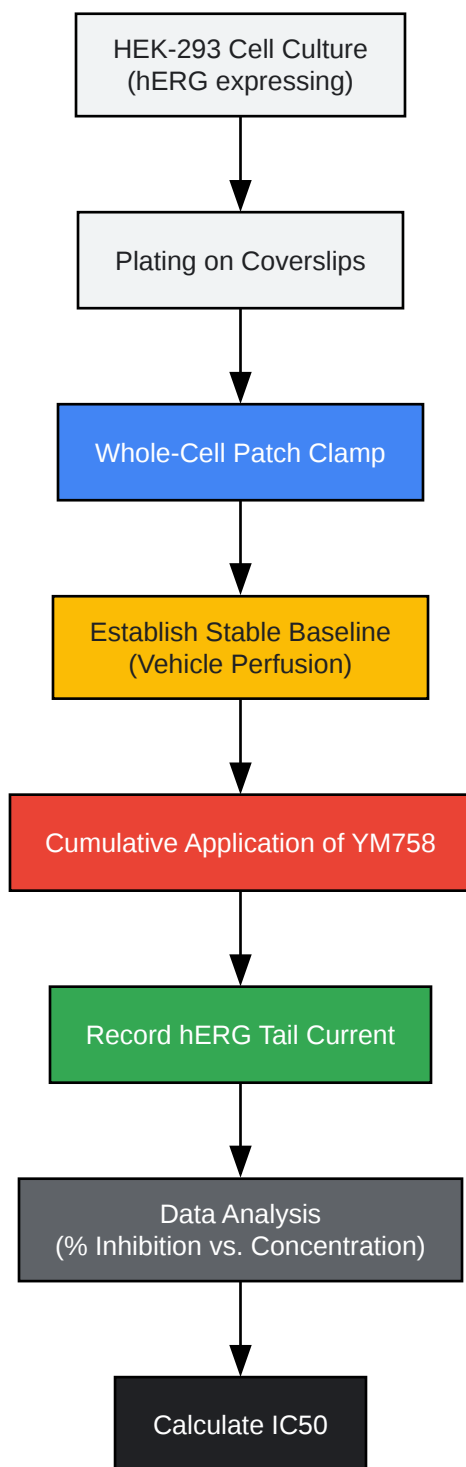 HEK-293 Cell Culture
(hERG expressing)
Plating on Coverslips
Whole-Cell Patch Clamp
Establish Stable Baseline
(Vehicle Perfusion)
Cumulative Application of YM758
Record hERG Tail Current
Data Analysis
(% Inhibition vs. Concentration)
Calculate IC50